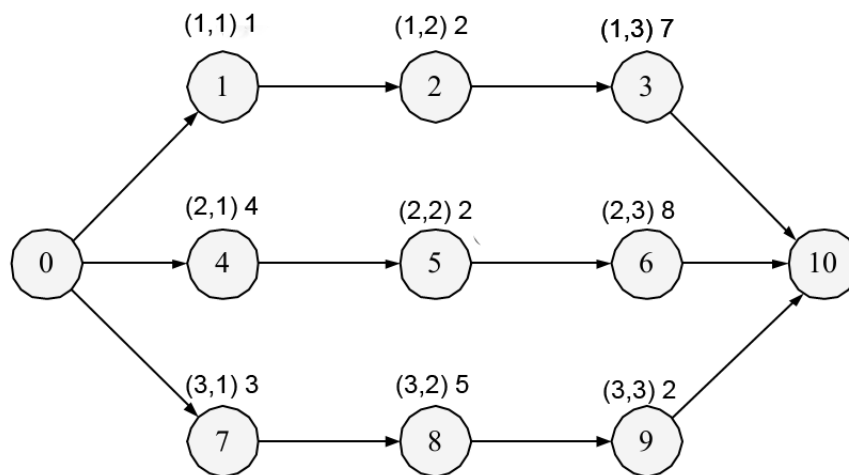 (1,1) 1 (1,2) 2 (1,3) 7
1 2 3
(2,1) 4 (2,2) 2 (2,3) 8
0 4 5 6 10
(3,1) 3 (3,2) 5 (3,3) 2
7 8 9